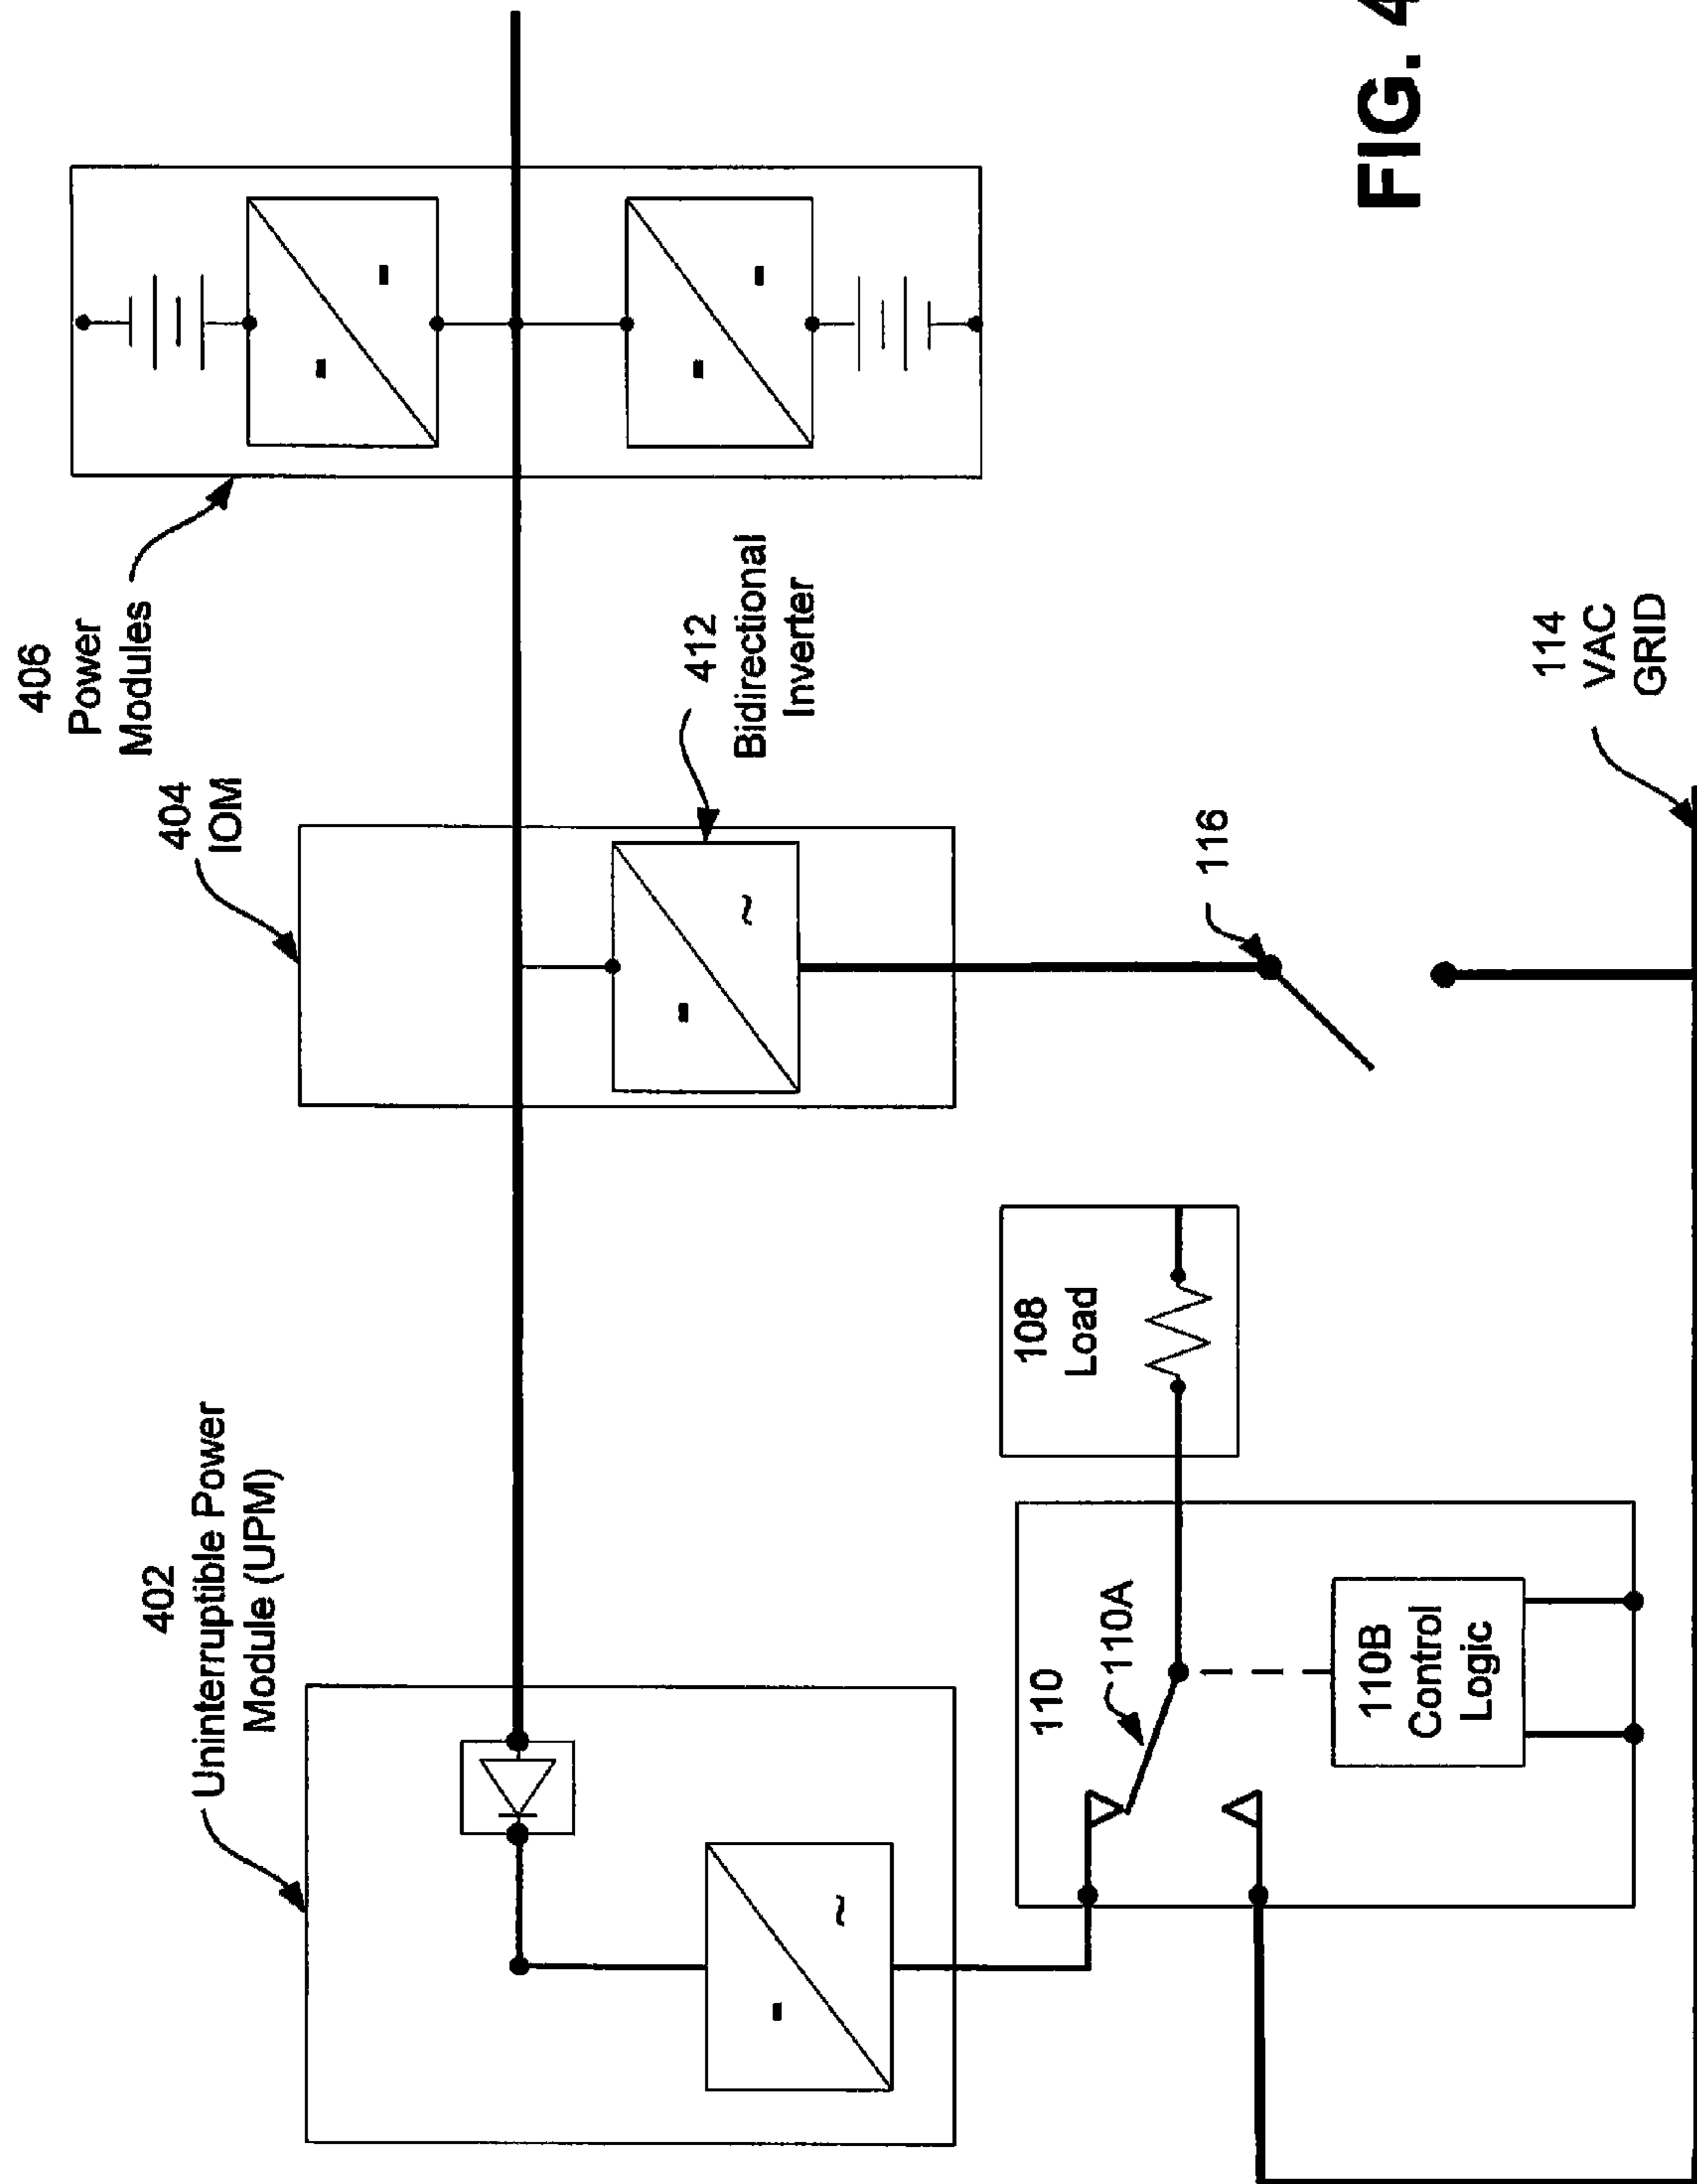 406
Power
Modules
404
IOM
412
Bidirectional
Inverter
402
Uninterruptible Power
Module (UPM)
108
Load
116
110
110A
110B
Control
Logic
114
VAC
GRID
-
-
-
-
-
~
-
~
FIG. 4